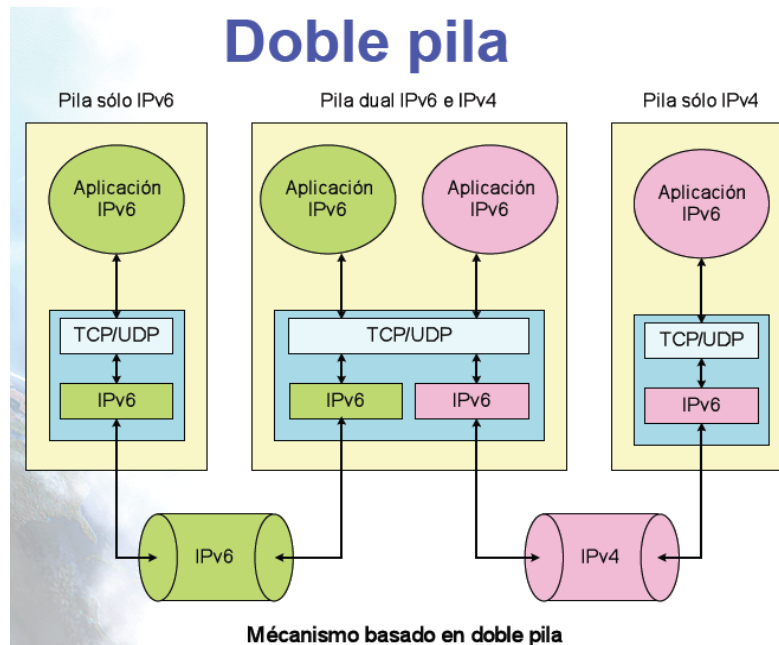 Doble pila
Pila sólo IPv6
Pila dual IPv6 e IPv4
Pila sólo IPv4
Aplicación
IPv6
Aplicación
IPv6
Aplicación
IPv6
Aplicación
IPv6
TCP/UDP
TCP/UDP
TCP/UDP
IPv6
IPv6
IPv6
IPv6
IPv6
IPv4
Mécanismo basado en doble pila